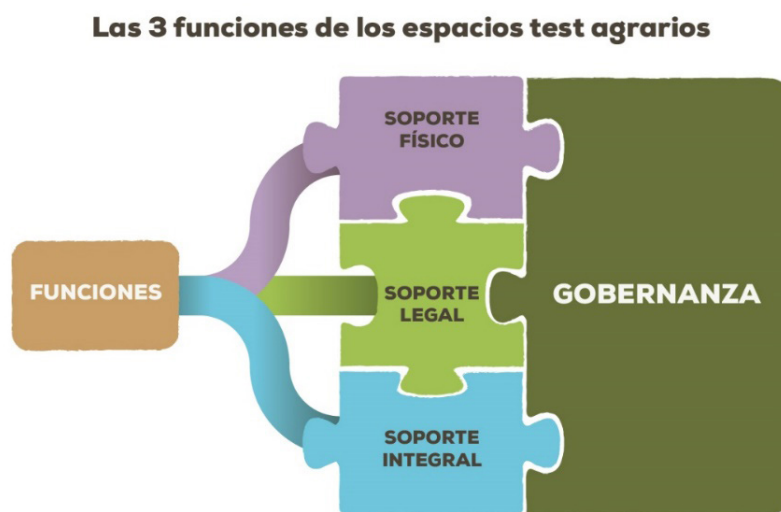 Las 3 funciones de los espacios test agrarios
SOPORTE
FÍSICO
FUNCIONES
SOPORTE
LEGAL
GOBERNANZA
SOPORTE
INTEGRAL